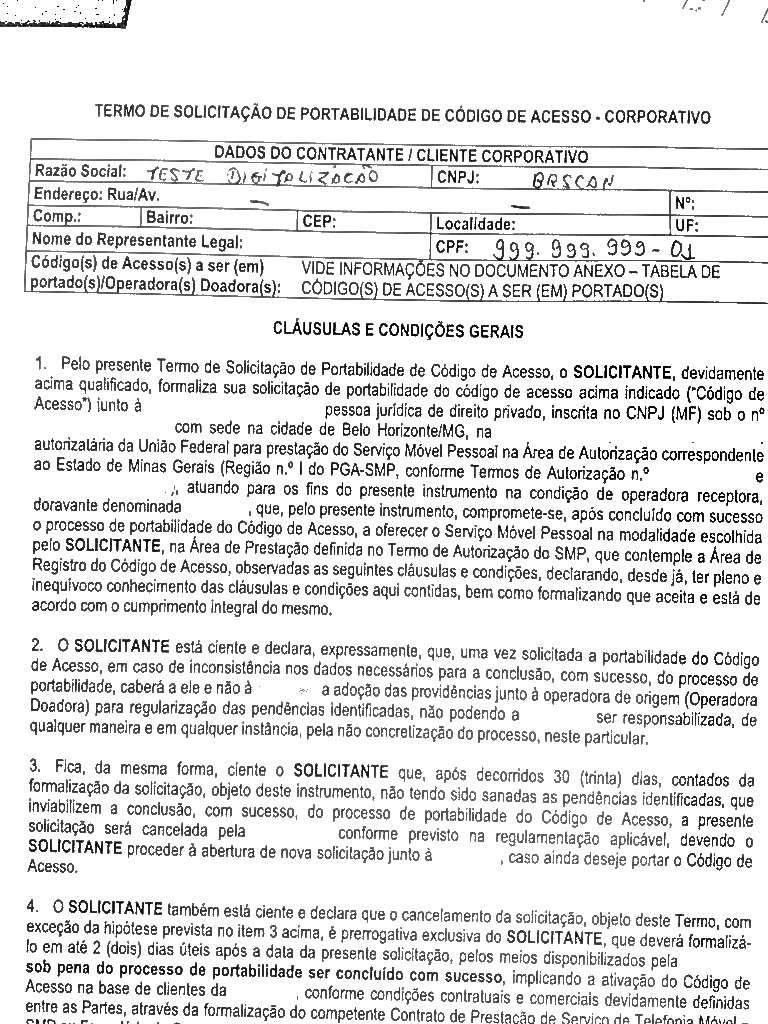 TERMO DE SOLICITAÇÃO DE PORTABILIDADE DE CÓDIGO DE ACESSO - CORPORATIVO
DADOS DO CONTRATANTE / CLIENTE CORPORATIVO
Razão Social: TESTE DIGITALIZACÃO CNPJ: BRSCAN
Endereço: Rua/Av. — — Nº:
Comp.: Bairro: CEP: Localidade: UF:
Nome do Representante Legal: CPF: 999.999.999-01
Código(s) de Acesso(s) a ser (em) VIDE INFORMAÇÕES NO DOCUMENTO ANEXO – TABELA DE
portado(s)/Operadora(s) Doadora(s): CÓDIGO(S) DE ACESSO(S) A SER (EM) PORTADO(S)
CLÁUSULAS E CONDIÇÕES GERAIS
1. Pelo presente Termo de Solicitação de Portabilidade de Código de Acesso, o SOLICITANTE, devidamente
acima qualificado, formaliza sua solicitação de portabilidade do código de acesso acima indicado ("Código de
Acesso") junto à pessoa jurídica de direito privado, inscrita no CNPJ (MF) sob o nº
com sede na cidade de Belo Horizonte/MG, na
autorizatária da União Federal para prestação do Serviço Móvel Pessoal na Área de Autorização correspondente
ao Estado de Minas Gerais (Região n.º I do PGA-SMP, conforme Termos de Autorização n.º e
, atuando para os fins do presente instrumento na condição de operadora receptora,
doravante denominada , que, pelo presente instrumento, compromete-se, após concluído com sucesso
o processo de portabilidade do Código de Acesso, a oferecer o Serviço Móvel Pessoal na modalidade escolhida
pelo SOLICITANTE, na Área de Prestação definida no Termo de Autorização do SMP, que contemple a Área de
Registro do Código de Acesso, observadas as seguintes cláusulas e condições, declarando, desde já, ter pleno e
inequívoco conhecimento das cláusulas e condições aqui contidas, bem como formalizando que aceita e está de
acordo com o cumprimento integral do mesmo.
2. O SOLICITANTE está ciente e declara, expressamente, que, uma vez solicitada a portabilidade do Código
de Acesso, em caso de inconsistência nos dados necessários para a conclusão, com sucesso, do processo de
portabilidade, caberá a ele e não à a adoção das providências junto à operadora de origem (Operadora
Doadora) para regularização das pendências identificadas, não podendo a ser responsabilizada, de
qualquer maneira e em qualquer instância, pela não concretização do processo, neste particular.
3. Fica, da mesma forma, ciente o SOLICITANTE que, após decorridos 30 (trinta) dias, contados da
formalização da solicitação, objeto deste instrumento, não tendo sido sanadas as pendências identificadas, que
inviabilizem a conclusão, com sucesso, do processo de portabilidade do Código de Acesso, a presente
solicitação será cancelada pela conforme previsto na regulamentação aplicável, devendo o
SOLICITANTE proceder à abertura de nova solicitação junto à , caso ainda deseje portar o Código de
Acesso.
4. O SOLICITANTE também está ciente e declara que o cancelamento da solicitação, objeto deste Termo, com
exceção da hipótese prevista no item 3 acima, é prerrogativa exclusiva do SOLICITANTE, que deverá formalizá-
lo em até 2 (dois) dias úteis após a data da presente solicitação, pelos meios disponibilizados pela
sob pena do processo de portabilidade ser concluído com sucesso, implicando a ativação do Código de
Acesso na base de clientes da , conforme condições contratuais e comerciais devidamente definidas
entre as Partes, através da formalização do competente Contrato de Prestação de Serviço de Telefonia Móvel –